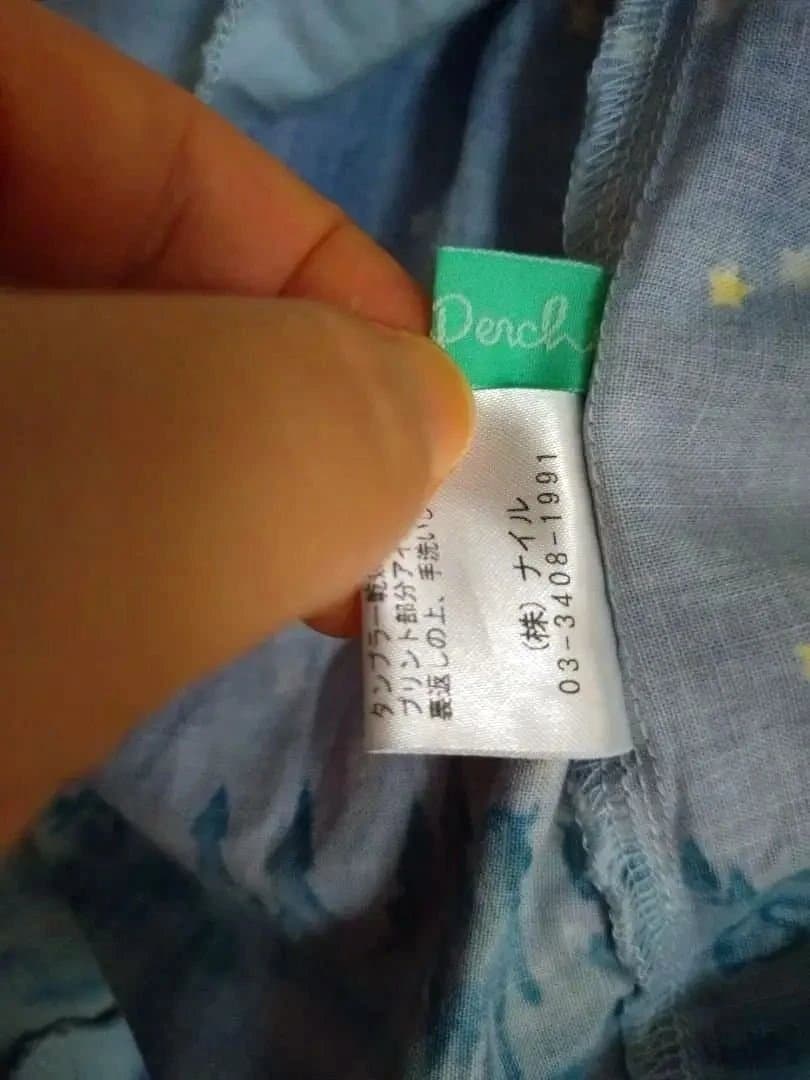 Perch
タンブラー乾
プリント部分アイ
裏返しの上、手洗いし
(株)ナイル
03-3408-1991